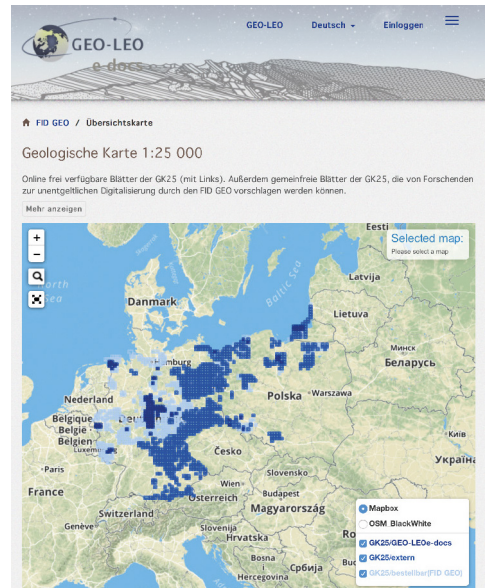 GEO-LEO
e-docs
GEO-LEO
Deutsch
Einloggen
FID GEO / Übersichtskarte
Geologische Karte 1:25 000
Online frei verfügbare Blätter der GK25 (mit Links). Außerdem gemeinfreie Blätter der GK25, die von Forschenden
zur unentgeltlichen Digitalisierung durch den FID GEO vorschlagen werden können.
Mehr anzeigen
+
−
Selected map:
Please select a map
Eesti
Latvija
Baltic Sea
Danmark
Lietuva
Минск
Беларусь
Hamburg
Nederland
Polska
Warszawa
België
Belgique
Belgien
Київ
Україна
Česko
Paris
Slovensko
Wien
Budapest
France
Österreich
Magyarország
Switzerland
Genève
Slovenija
Hrvatska
Bosna i
Hercegovina
Србија
Mapbox
OSM_BlackWhite
GK25/GEO-LEOe-docs
GK25/extern
GK25/bestellbar(FID GEO)